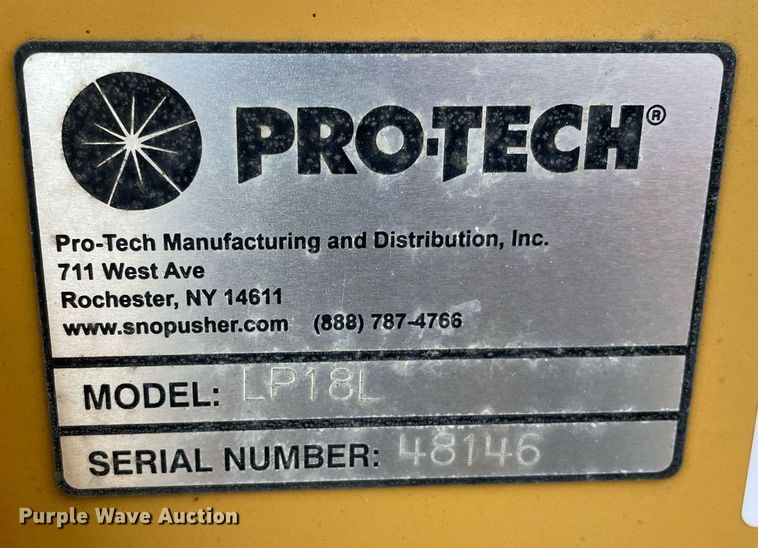 PRO-TECH®
Pro-Tech Manufacturing and Distribution, Inc.
711 West Ave
Rochester, NY 14611
www.snopusher.com (888) 787-4766
MODEL: LP18L
SERIAL NUMBER: 48146
Purple Wave Auction